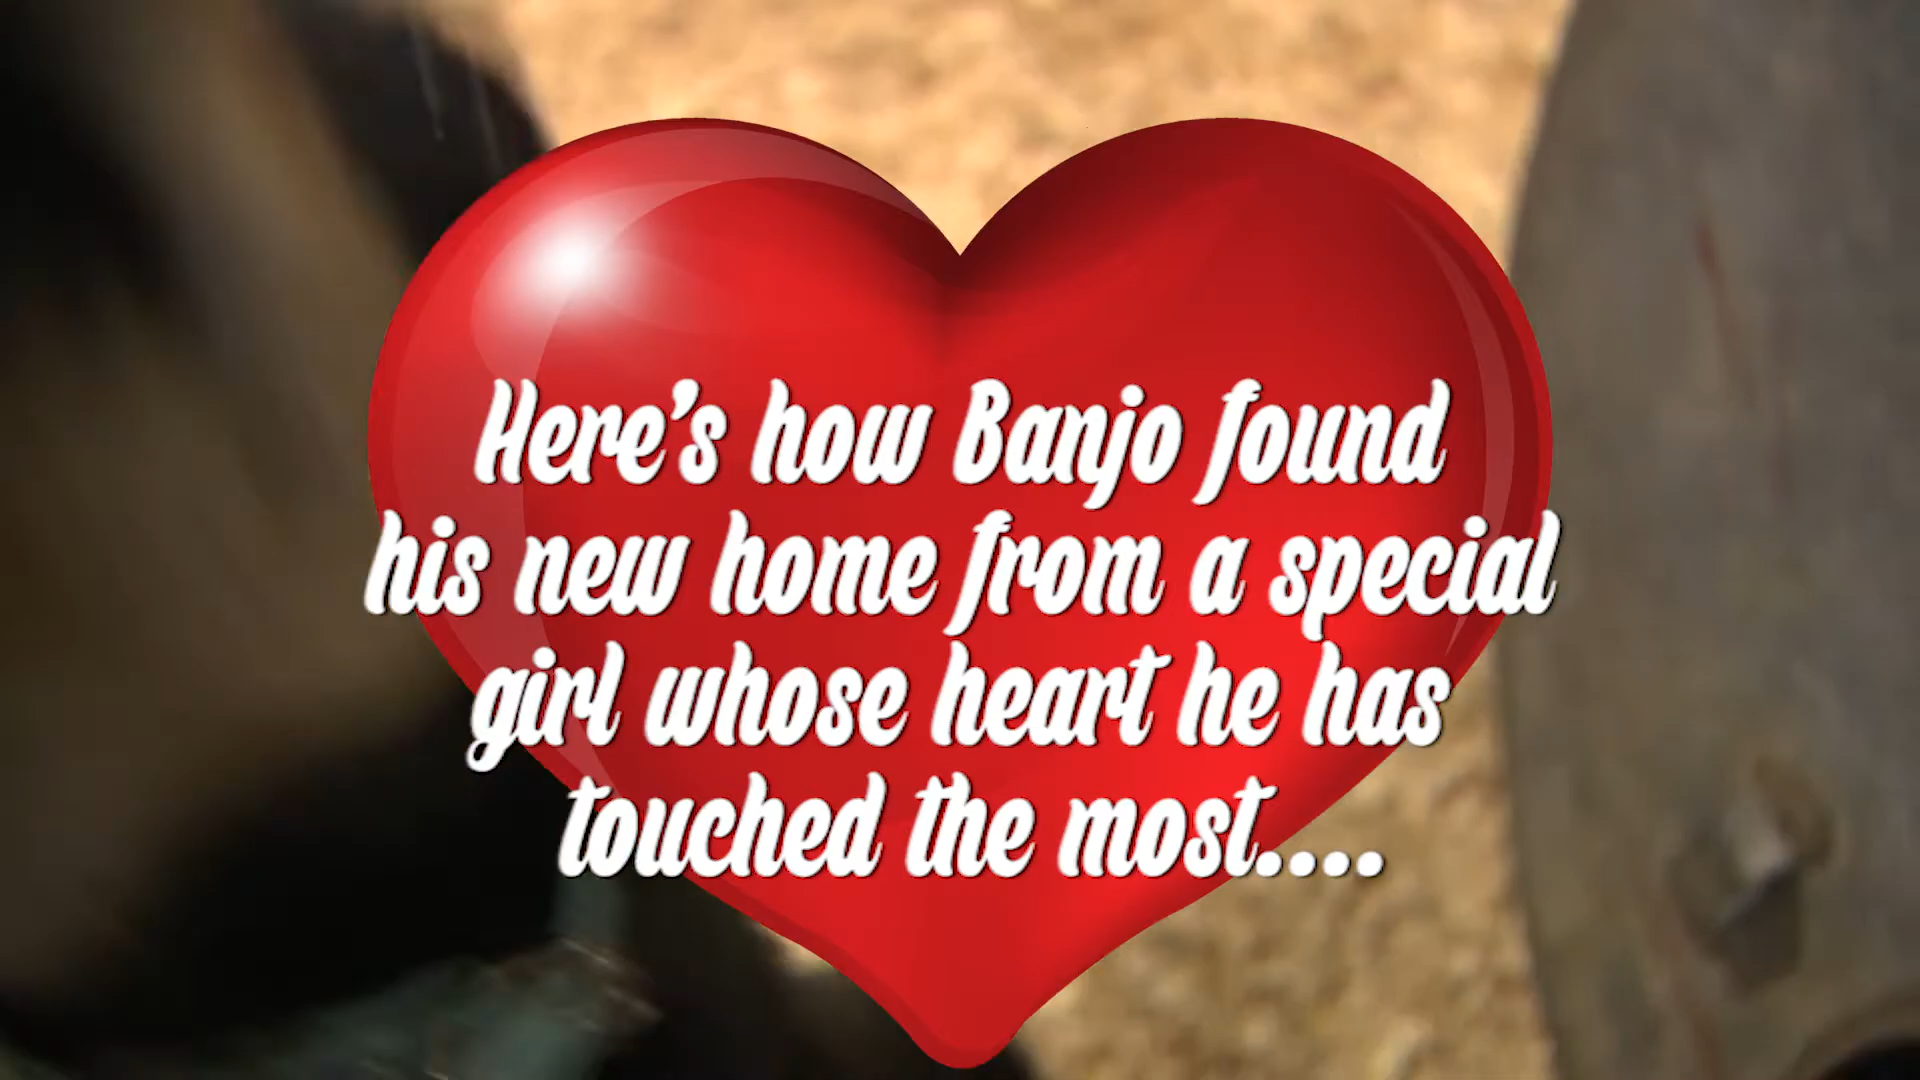 Here's how Banjo found
his new home from a special
girl whose heart he has
touched the most....